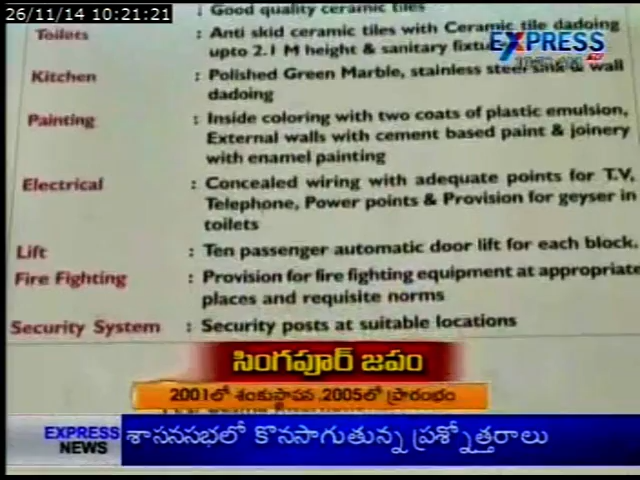 26/11/14 10:21:21
: Good quality ceramic tiles
Toilets : Anti skid ceramic tiles with Ceramic tile dadoing
upto 2.1 M height & sanitary
EXPRESS
Kitchen : Polished Green Marble, stainless steel sink & wall
dadoing
Painting : Inside coloring with two coats of plastic emulsion,
External walls with cement based paint & joinery
with enamel painting
Electrical : Concealed wiring with adequate points for T.V,
Telephone, Power points & Provision for geyser in
toilets
Lift : Ten passenger automatic door lift for each block.
Fire Fighting : Provision for fire fighting equipment at appropriate
places and requisite norms
Security System : Security posts at suitable locations
సింగపూర్ జపం
2001లో శంకుస్థాపన ,2005లో ప్రారంభం
EXPRESS
NEWS
శాసనసభలో కొనసాగుతున్న ప్రశ్నోత్తరాలు